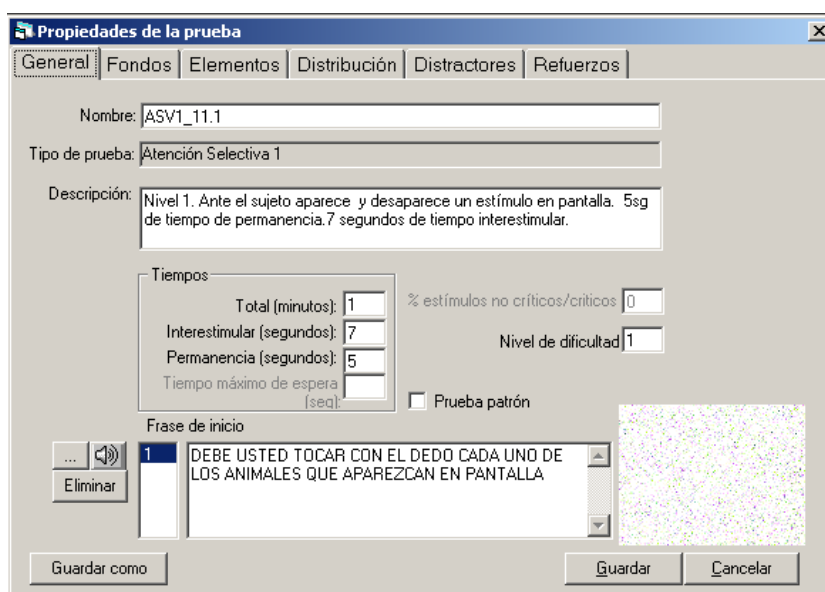 Propiedades de la prueba
General Fondos Elementos Distribución Distractores Refuerzos
Nombre: ASV1_11.1
Tipo de prueba: Atención Selectiva 1
Descripción: Nivel 1. Ante el sujeto aparece y desaparece un estímulo en pantalla. 5sg
de tiempo de permanencia.7 segundos de tiempo interestimular.
Tiempos
Total (minutos): 1
% estímulos no críticos/criticos 0
Interestimular (segundos): 7
Nivel de dificultad 1
Permanencia (segundos): 5
Tiempo máximo de espera
(seg):
Prueba patrón
Frase de inicio
... 1 DEBE USTED TOCAR CON EL DEDO CADA UNO DE
LOS ANIMALES QUE APAREZCAN EN PANTALLA
Eliminar
Guardar como Guardar Cancelar